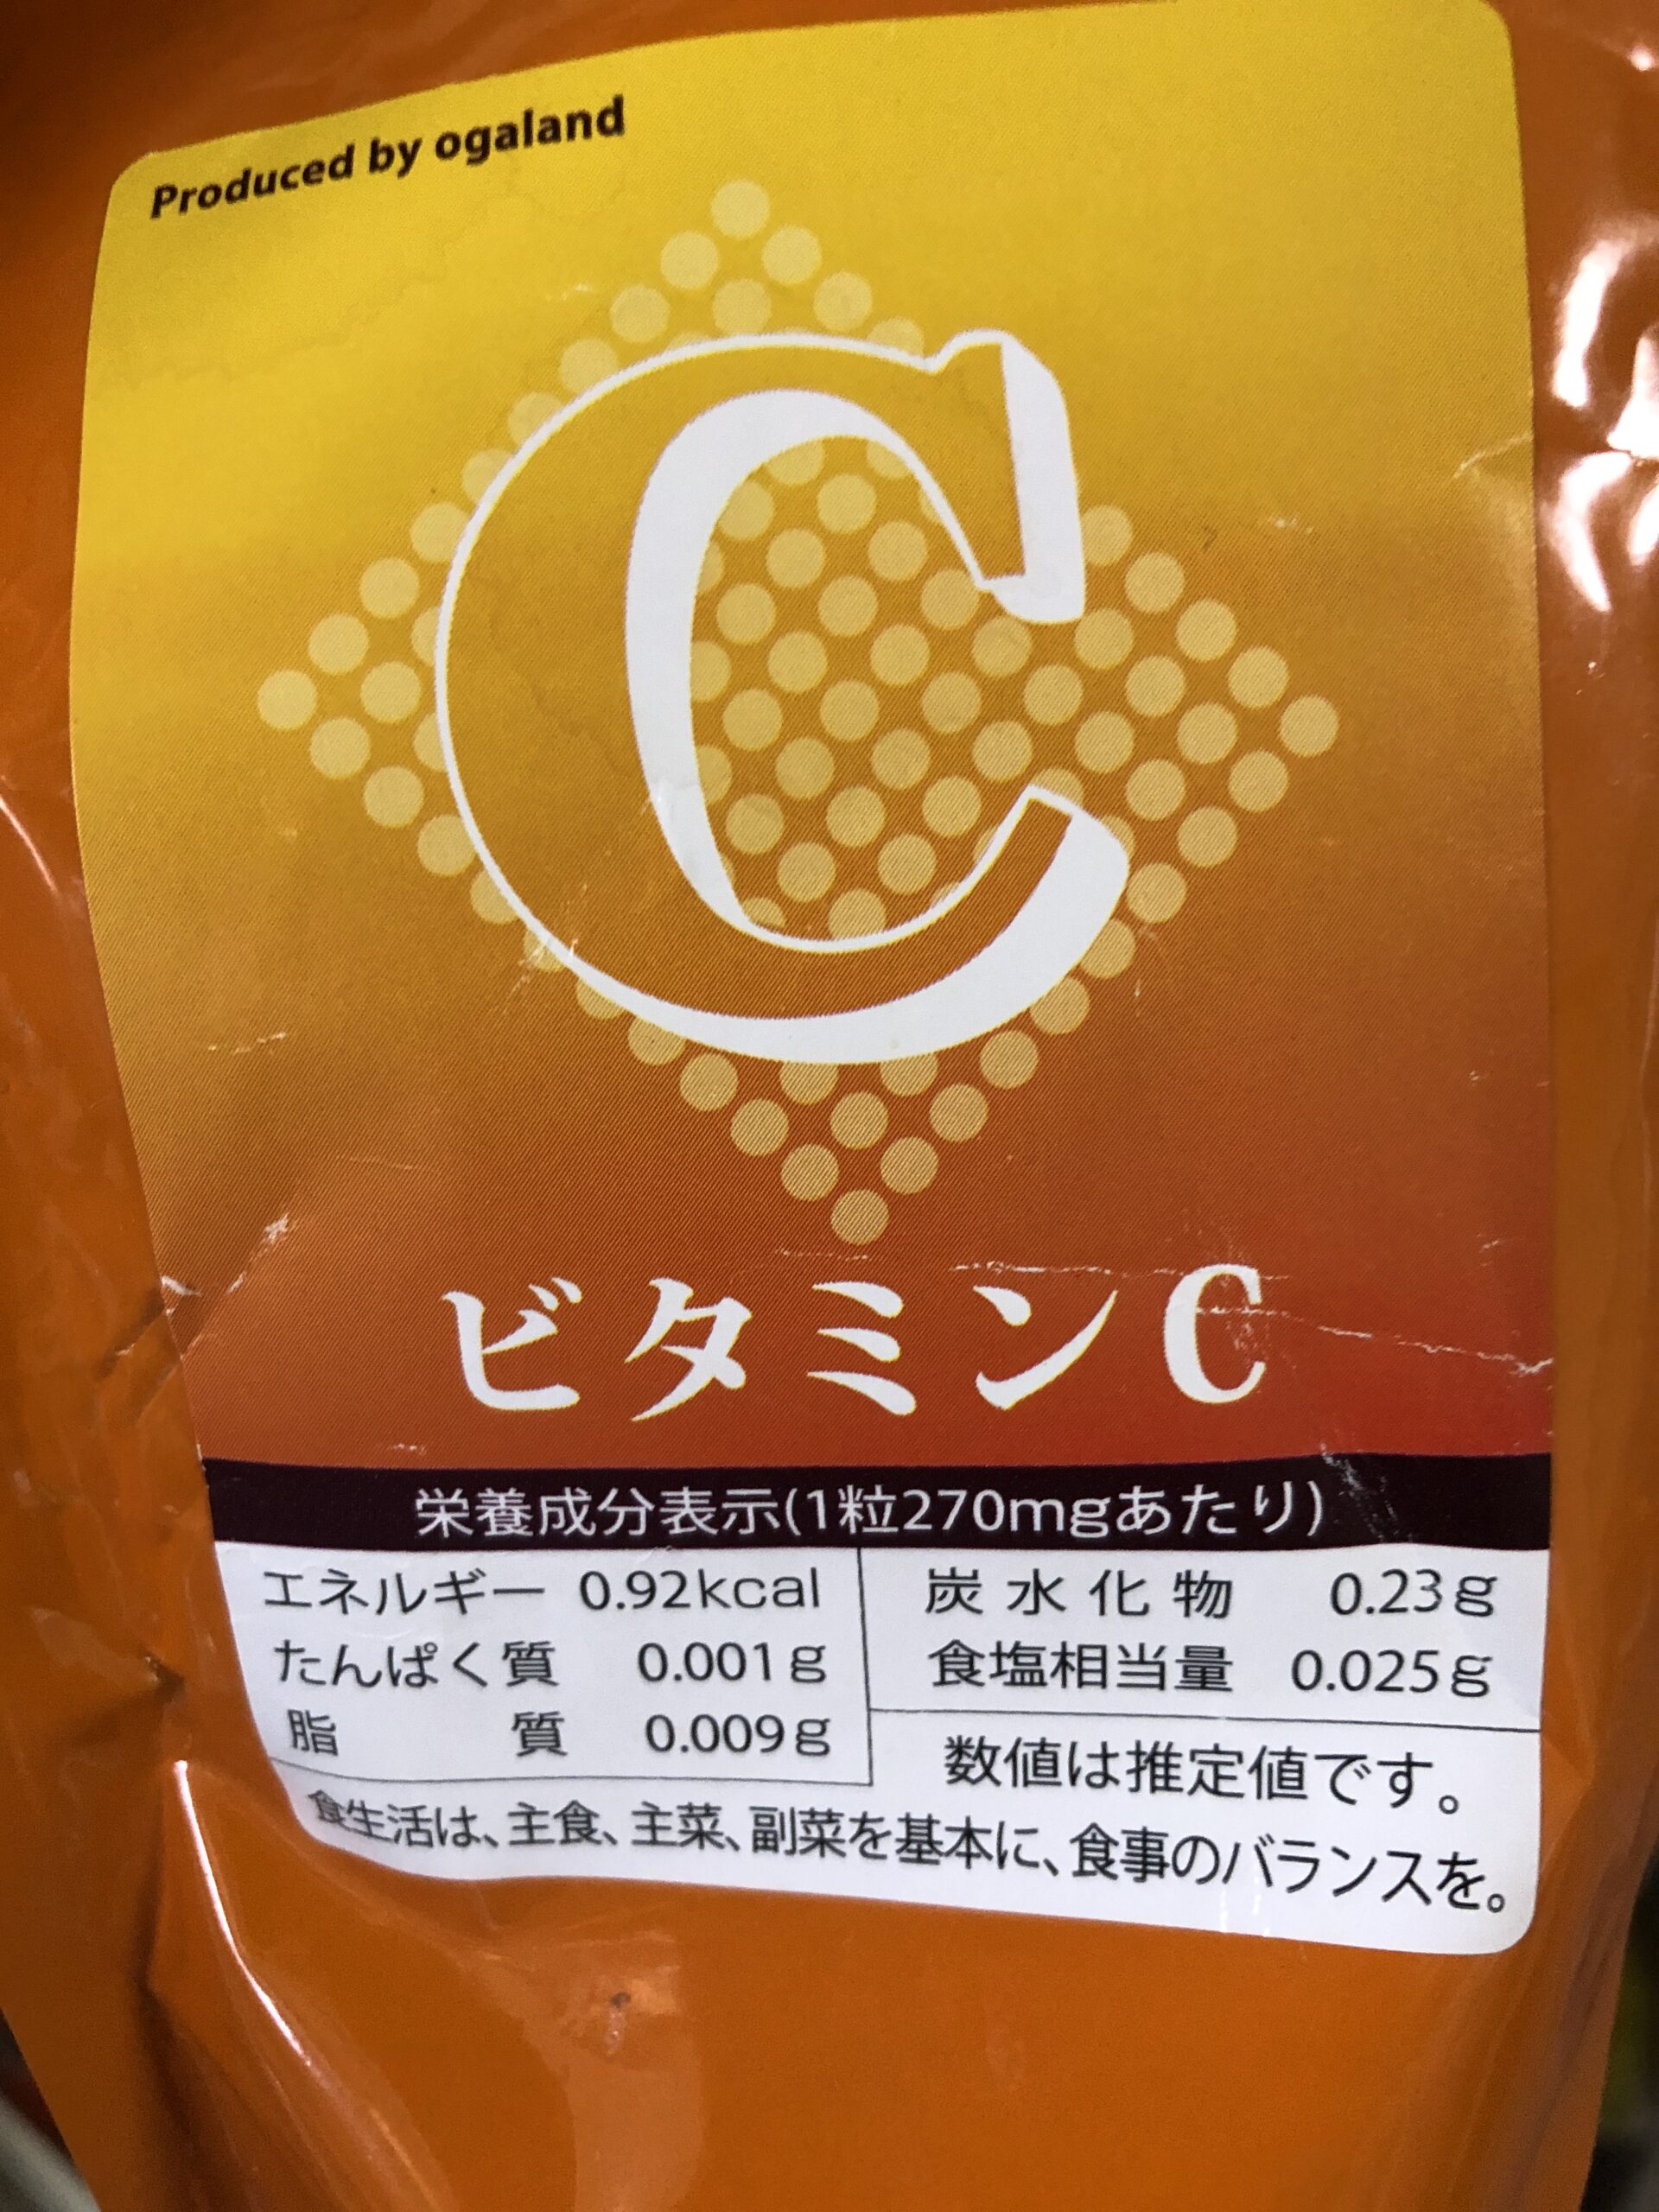 Produced by ogaland
C
ビタミンC
栄養成分表示(1粒270mgあたり)
エネルギー 0.92kcal
たんぱく質 0.001g
脂質 0.009g
炭水化物 0.23g
食塩相当量 0.025g
数値は推定値です。
食生活は、主食、主菜、副菜を基本に、食事のバランスを。